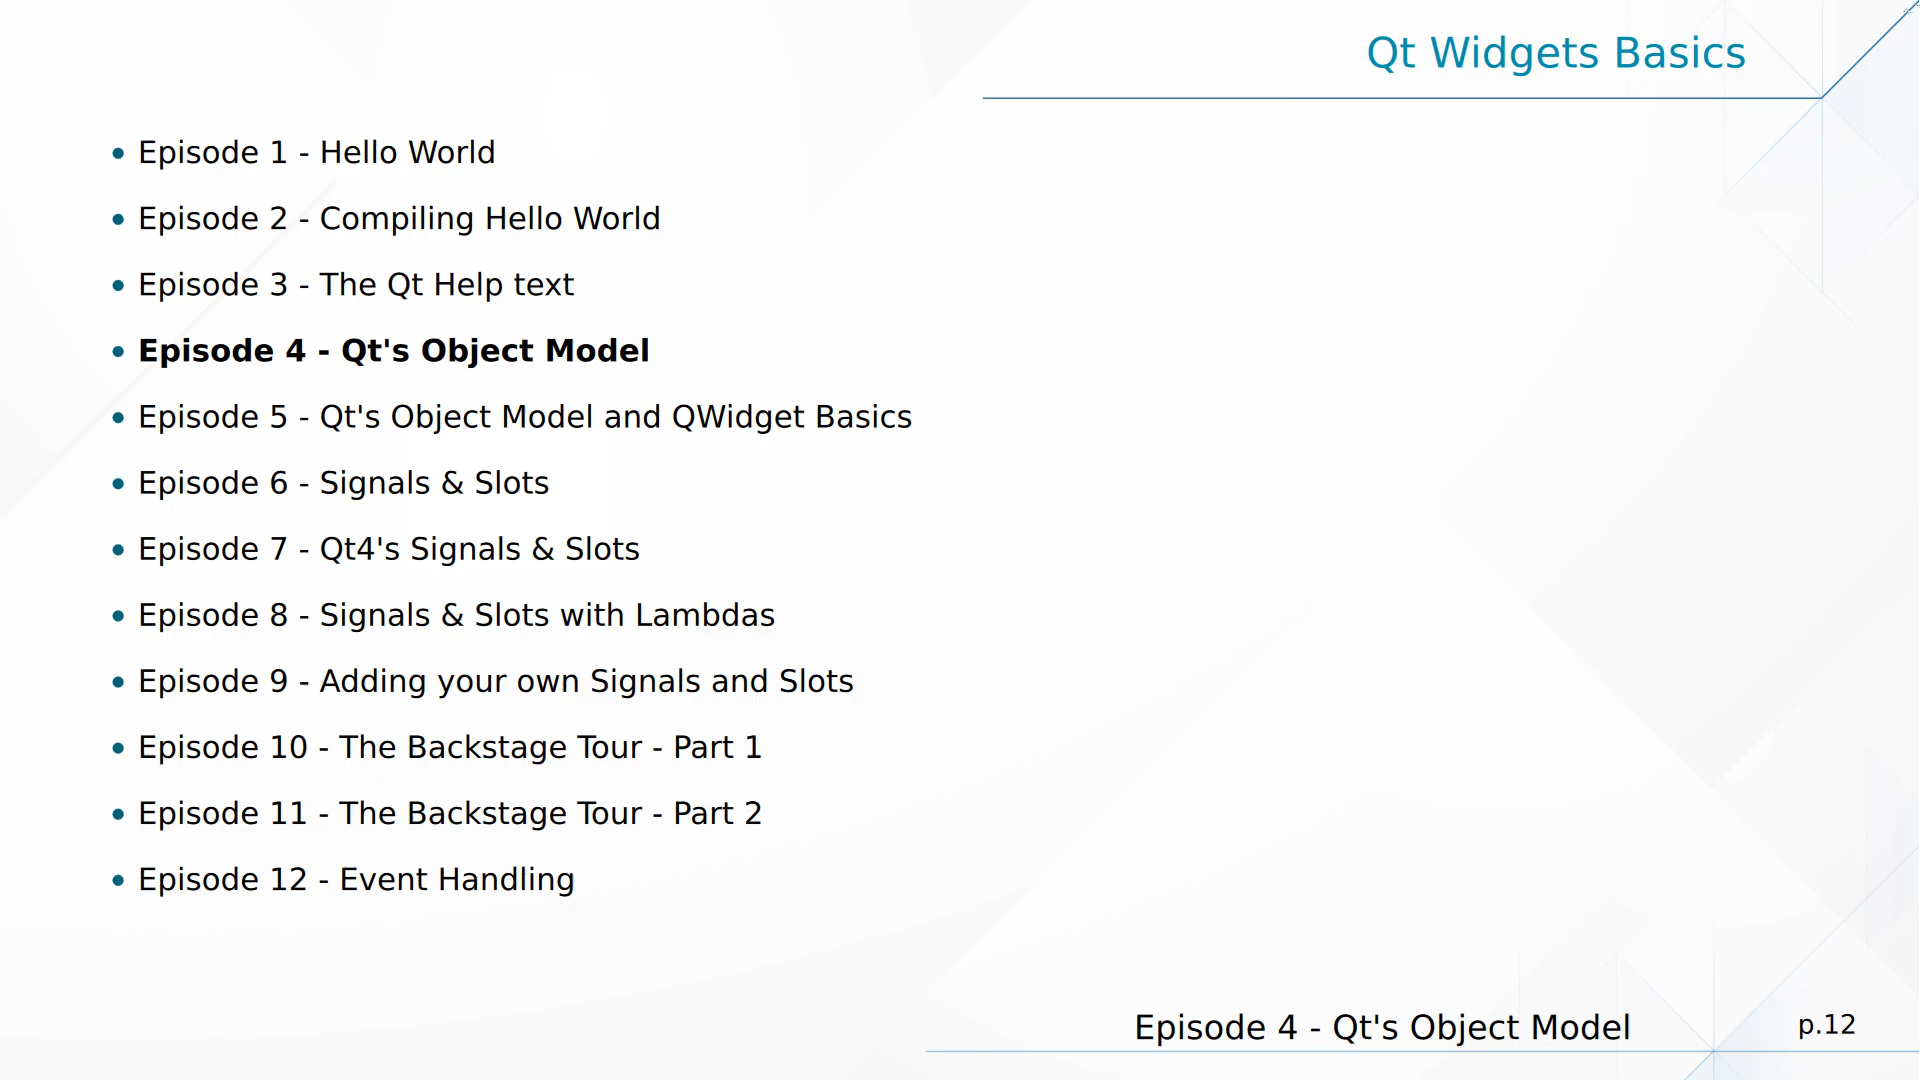 Qt Widgets Basics
• Episode 1 - Hello World
• Episode 2 - Compiling Hello World
• Episode 3 - The Qt Help text
• Episode 4 - Qt's Object Model
• Episode 5 - Qt's Object Model and QWidget Basics
• Episode 6 - Signals & Slots
• Episode 7 - Qt4's Signals & Slots
• Episode 8 - Signals & Slots with Lambdas
• Episode 9 - Adding your own Signals and Slots
• Episode 10 - The Backstage Tour - Part 1
• Episode 11 - The Backstage Tour - Part 2
• Episode 12 - Event Handling
Episode 4 - Qt's Object Model p.12